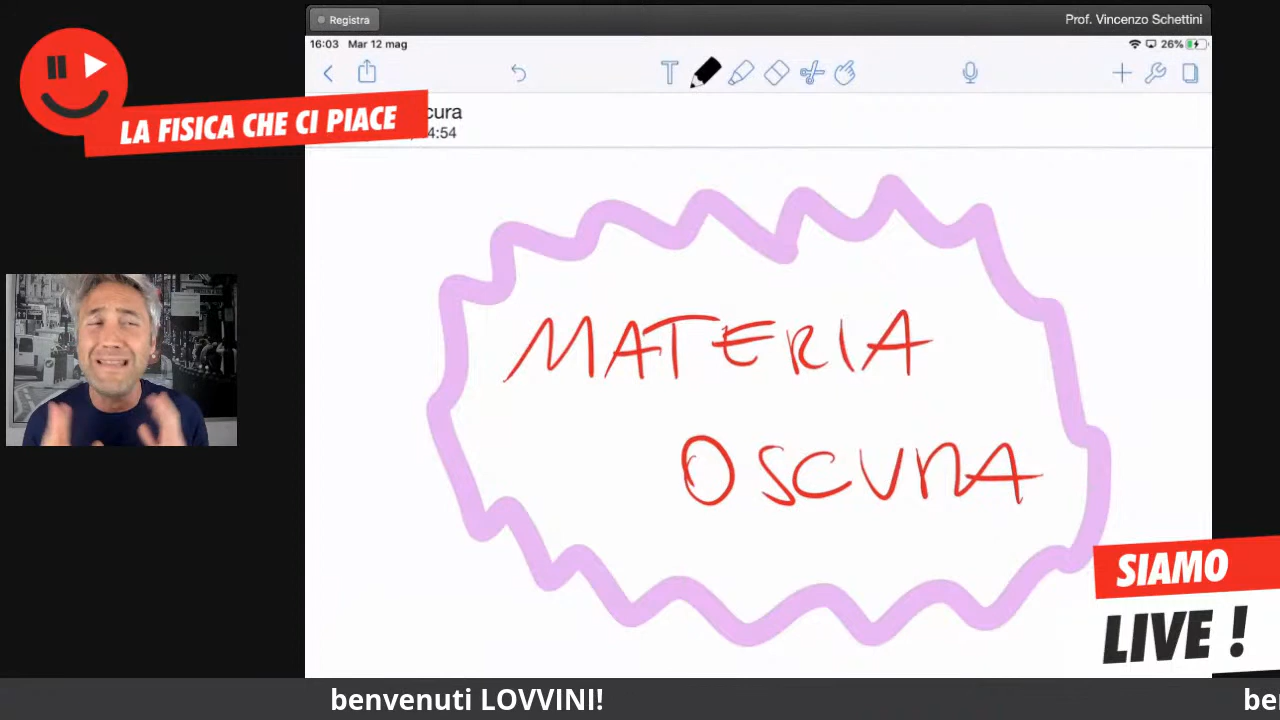 Registra
Prof. Vincenzo Schettini
16:03 Mar 12 mag
26%
LA FISICA CHE CI PIACE
cura
4:54
MATERIA
OSCURA
SIAMO
LIVE !
benvenuti LOVVINI!
be